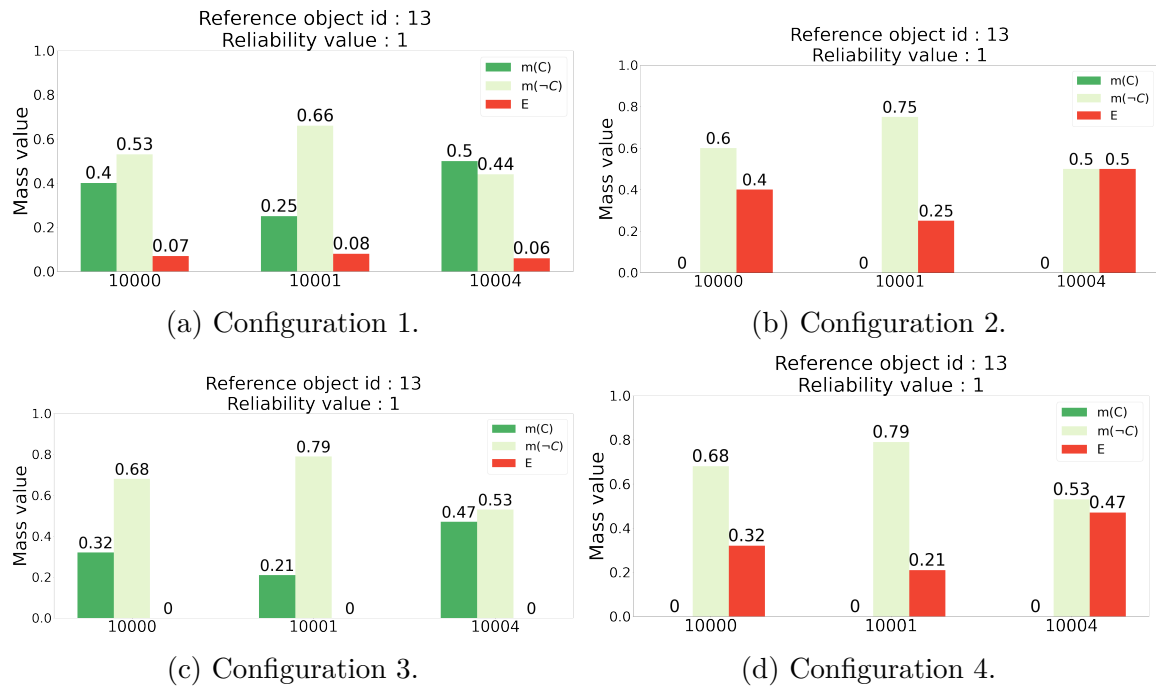 Reference object id : 13
Reliability value : 1
Mass value
1.0
0.8
0.6
0.4
0.2
0.0
m(C)
m(¬C)
E
0.4
0.53
0.07
0.25
0.66
0.08
0.5
0.44
0.06
10000
10001
10004
(a) Configuration 1.
Reference object id : 13
Reliability value : 1
Mass value
1.0
0.8
0.6
0.4
0.2
0.0
m(C)
m(¬C)
E
0
0.6
0.4
0
0.75
0.25
0
0.5
0.5
10000
10001
10004
(b) Configuration 2.
Reference object id : 13
Reliability value : 1
Mass value
1.0
0.8
0.6
0.4
0.2
0.0
m(C)
m(¬C)
E
0.32
0.68
0
0.21
0.79
0
0.47
0.53
0
10000
10001
10004
(c) Configuration 3.
Reference object id : 13
Reliability value : 1
Mass value
1.0
0.8
0.6
0.4
0.2
0.0
m(C)
m(¬C)
E
0
0.68
0.32
0
0.79
0.21
0
0.53
0.47
10000
10001
10004
(d) Configuration 4.